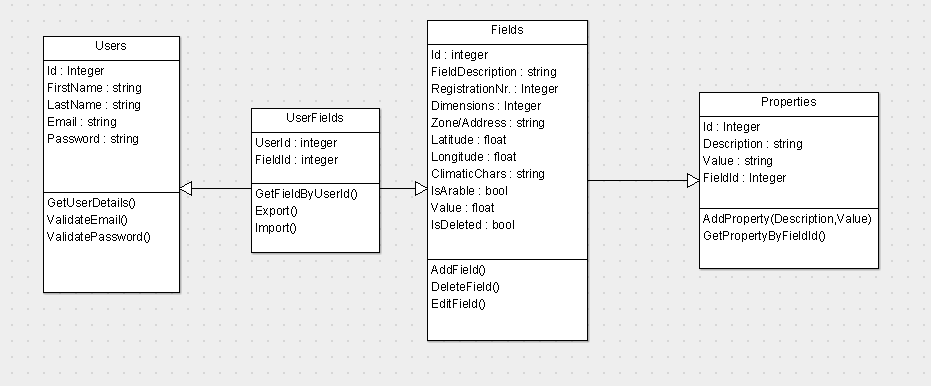 Users
Id : Integer
FirstName : string
LastName : string
Email : string
Password : string
GetUserDetails()
ValidateEmail()
ValidatePassword()
UserFields
UserId : integer
FieldId : integer
GetFieldByUserId()
Export()
Import()
Fields
Id : integer
FieldDescription : string
RegistrationNr. : Integer
Dimensions : Integer
Zone/Address : string
Latitude : float
Longitude : float
ClimaticChars : string
IsArable : bool
Value : float
IsDeleted : bool
AddField()
DeleteField()
EditField()
Properties
Id : Integer
Description : string
Value : string
FieldId : Integer
AddProperty(Description,Value)
GetPropertyByFieldId()